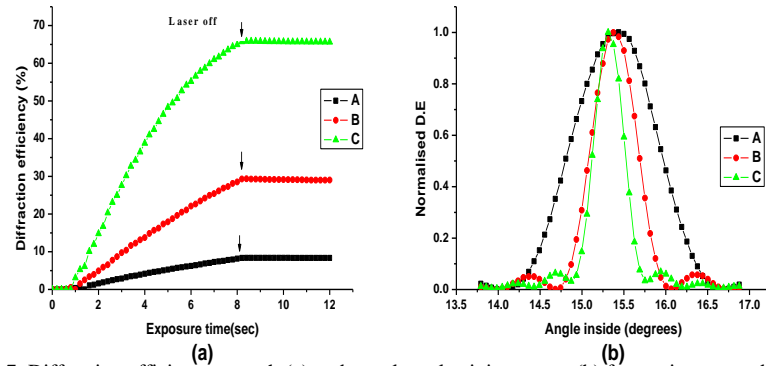 Laser off
70
60
50
40
30
20
10
0
0 2 4 6 8 10 12
Diffraction efficiency (%)
Exposure time(sec)
A
B
C
(a)
1.0
0.8
0.6
0.4
0.2
0.0
13.5 14.0 14.5 15.0 15.5 16.0 16.5 17.0
Normalised D.E
Angle inside (degrees)
A
B
C
(b)